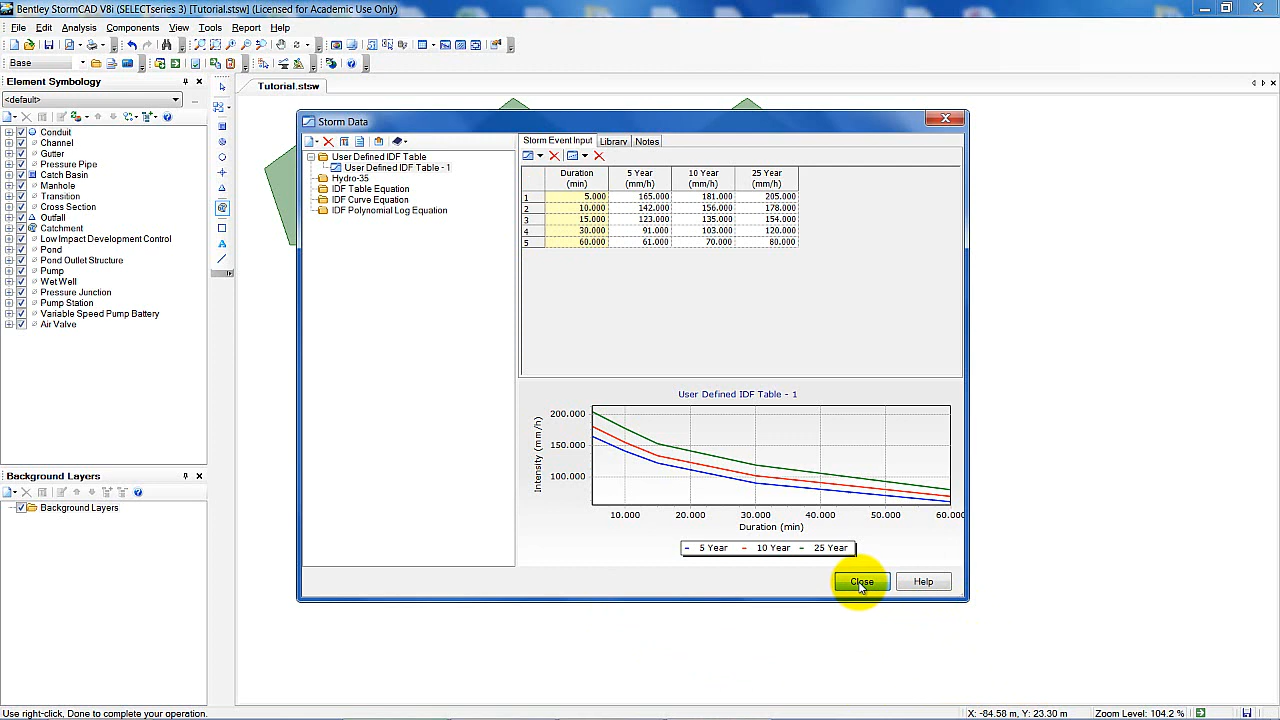 Bentley StormCAD V8i (SELECTseries 3) [Tutorial.stsw] (Licensed for Academic Use Only)
File Edit Analysis Components View Tools Report Help
Base
Element Symbology
<default>
Conduit
Channel
Gutter
Pressure Pipe
Catch Basin
Manhole
Transition
Cross Section
Outfall
Catchment
Low Impact Development Control
Pond
Pond Outlet Structure
Pump
Wet Well
Pressure Junction
Pump Station
Variable Speed Pump Battery
Air Valve
Background Layers
Background Layers
Tutorial.stsw
Storm Data
User Defined IDF Table
User Defined IDF Table - 1
Hydro-35
IDF Table Equation
IDF Curve Equation
IDF Polynomial Log Equation
Storm Event Input Library Notes
Duration (min) 5 Year (mm/h) 10 Year (mm/h) 25 Year (mm/h)
1 5.000 165.000 181.000 205.000
2 10.000 142.000 156.000 178.000
3 15.000 123.000 135.000 154.000
4 30.000 91.000 103.000 120.000
5 60.000 61.000 70.000 80.000
User Defined IDF Table - 1
Intensity (mm/h)
200.000
150.000
100.000
10.000 20.000 30.000 40.000 50.000 60.000
Duration (min)
5 Year 10 Year 25 Year
Close Help
Use right-click, Done to complete your operation.
X: -84.58 m, Y: 23.30 m Zoom Level: 104.2 %